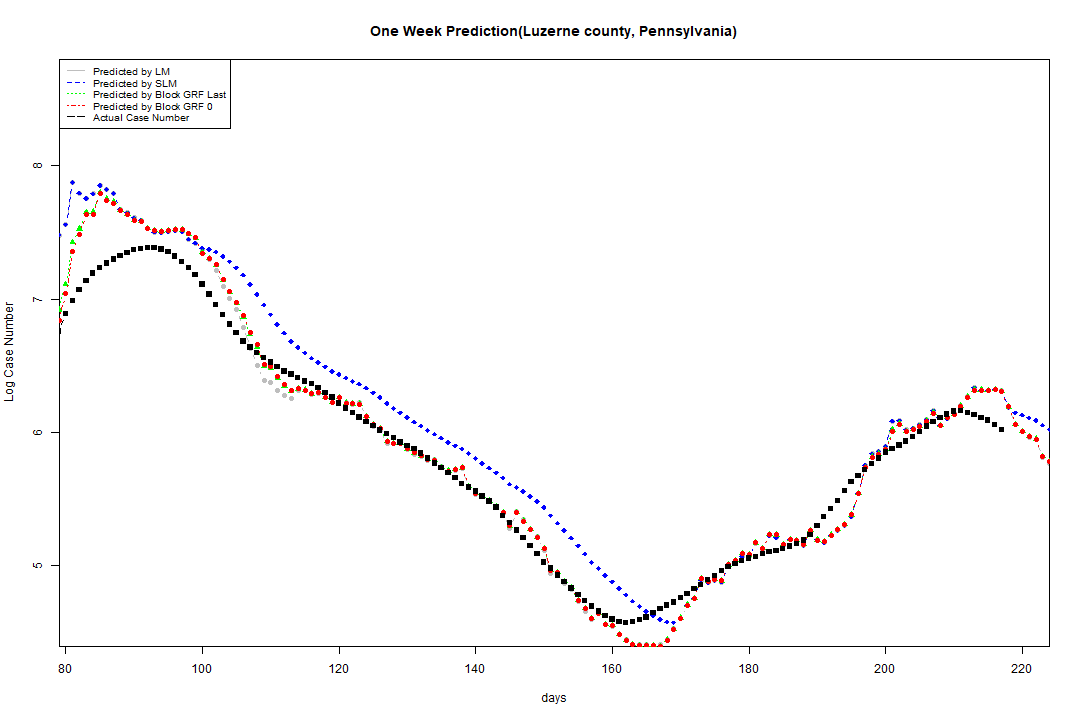 One Week Prediction(Luzerne county, Pennsylvania)
Predicted by LM
Predicted by SLM
Predicted by Block GRF Last
Predicted by Block GRF 0
Actual Case Number
8
7
6
5
Log Case Number
80 100 120 140 160 180 200 220
days